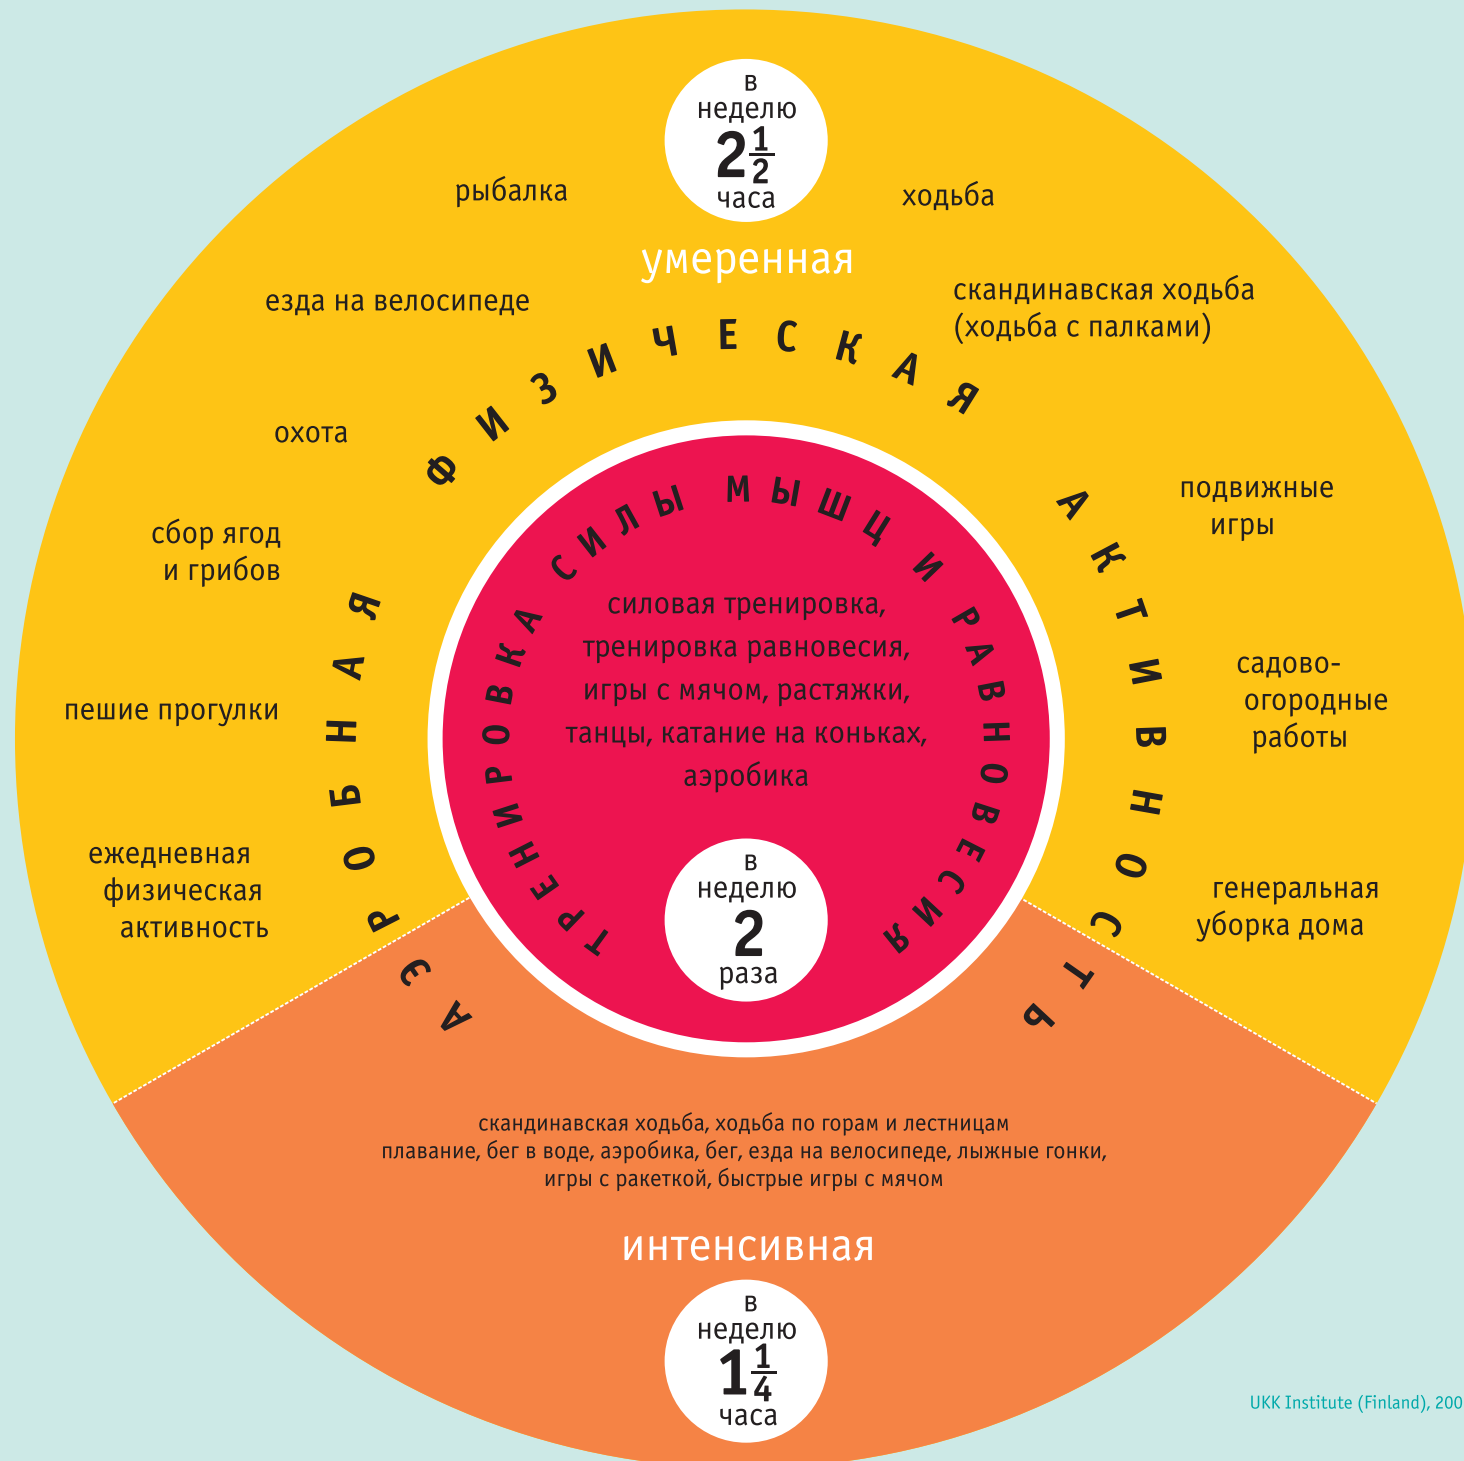 в
неделю
2 1/2
часа
умеренная
рыбалка
ходьба
езда на велосипеде
скандинавская ходьба
(ходьба с палками)
охота
подвижные
игры
сбор ягод
и грибов
садово-
огородные
работы
пешие прогулки
ежедневная
физическая
активность
генеральная
уборка дома
АЭРОБНАЯ ФИЗИЧЕСКАЯ АКТИВНОСТЬ
ТРЕНИРОВКА СИЛЫ МЫШЦ И РАВНОВЕСИЯ
силовая тренировка,
тренировка равновесия,
игры с мячом, растяжки,
танцы, катание на коньках,
аэробика
в
неделю
2
раза
скандинавская ходьба, ходьба по горам и лестницам
плавание, бег в воде, аэробика, бег, езда на велосипеде, лыжные гонки,
игры с ракеткой, быстрые игры с мячом
интенсивная
в
неделю
1 1/4
часа
UKK Institute (Finland), 200